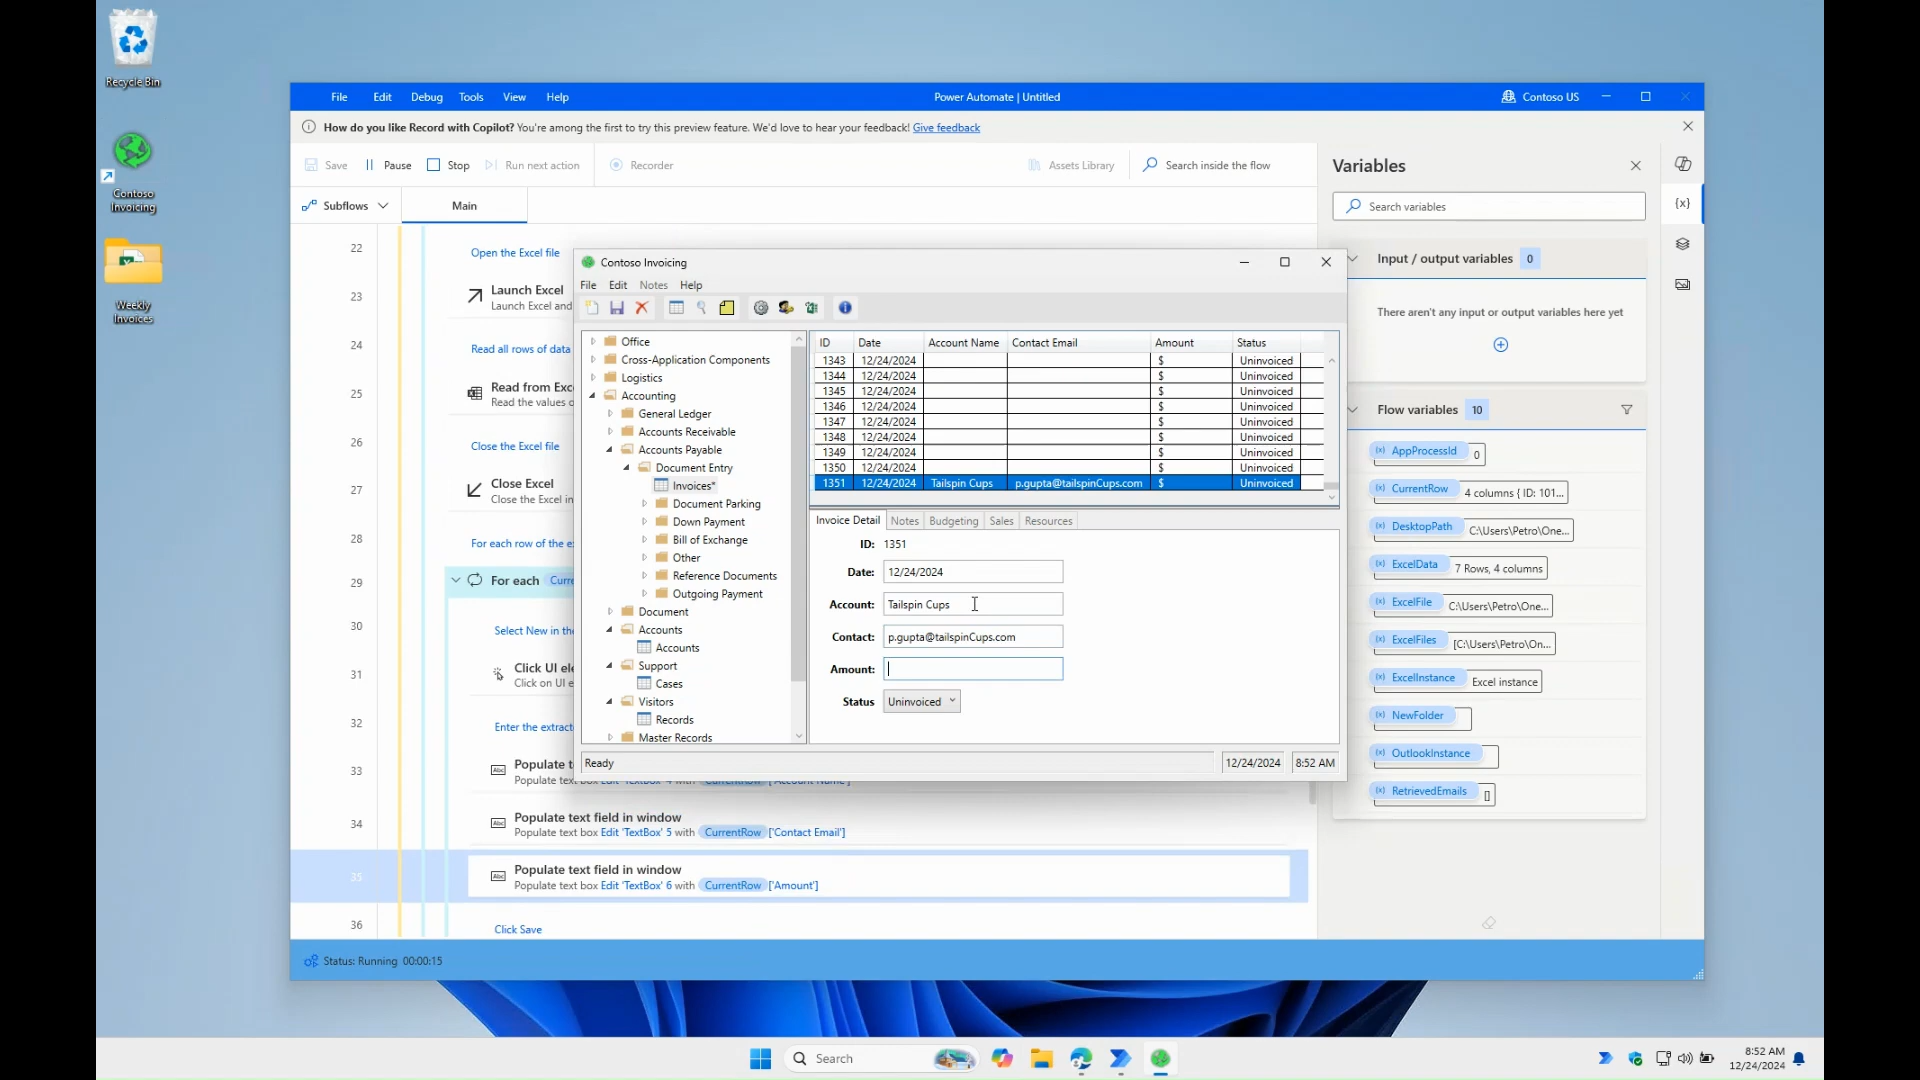 Recycle Bin
Contoso
Invoicing
Weekly
Invoices
File Edit Debug Tools View Help
Power Automate | Untitled
Contoso US
How do you like Record with Copilot? You're among the first to try this preview feature. We'd love to hear your feedback! Give feedback
Save Pause Stop Run next action Recorder
Assets Library Search inside the flow
Subflows Main
22 Open the Excel file
23 Launch Excel
Launch Excel and
24 Read all rows of data
25 Read from Exce
Read the values o
26 Close the Excel file
27 Close Excel
Close the Excel in
28 For each row of the ex
29 For each Curre
30 Select New in the
31 Click UI ele
Click on UI e
32 Enter the extract
33 Populate t
Populate text box Edit 'TextBox' 4 with CurrentRow ['Account Name']
34 Populate text field in window
Populate text box Edit 'TextBox' 5 with CurrentRow ['Contact Email']
35 Populate text field in window
Populate text box Edit 'TextBox' 6 with CurrentRow ['Amount']
36 Click Save
Status: Running 00:00:15
Contoso Invoicing
File Edit Notes Help
Office
Cross-Application Components
Logistics
Accounting
General Ledger
Accounts Receivable
Accounts Payable
Document Entry
Invoices*
Document Parking
Down Payment
Bill of Exchange
Other
Reference Documents
Outgoing Payment
Document
Accounts
Accounts
Support
Cases
Visitors
Records
Master Records
ID Date Account Name Contact Email Amount Status
1343 12/24/2024 $ Uninvoiced
1344 12/24/2024 $ Uninvoiced
1345 12/24/2024 $ Uninvoiced
1346 12/24/2024 $ Uninvoiced
1347 12/24/2024 $ Uninvoiced
1348 12/24/2024 $ Uninvoiced
1349 12/24/2024 $ Uninvoiced
1350 12/24/2024 $ Uninvoiced
1351 12/24/2024 Tailspin Cups p.gupta@tailspinCups.com $ Uninvoiced
Invoice Detail Notes Budgeting Sales Resources
ID: 1351
Date: 12/24/2024
Account: Tailspin Cups
Contact: p.gupta@tailspinCups.com
Amount:
Status Uninvoiced
Ready 12/24/2024 8:52 AM
Variables
Search variables
{x}
Input / output variables 0
There aren't any input or output variables here yet
Flow variables 10
(x) AppProcessId 0
(x) CurrentRow 4 columns { ID: 101...
(x) DesktopPath C:\Users\Petro\One...
(x) ExcelData 7 Rows, 4 columns
(x) ExcelFile C:\Users\Petro\One...
(x) ExcelFiles [C:\Users\Petro\On...
(x) ExcelInstance Excel instance
(x) NewFolder
(x) OutlookInstance
(x) RetrievedEmails []
Search
8:52 AM
12/24/2024